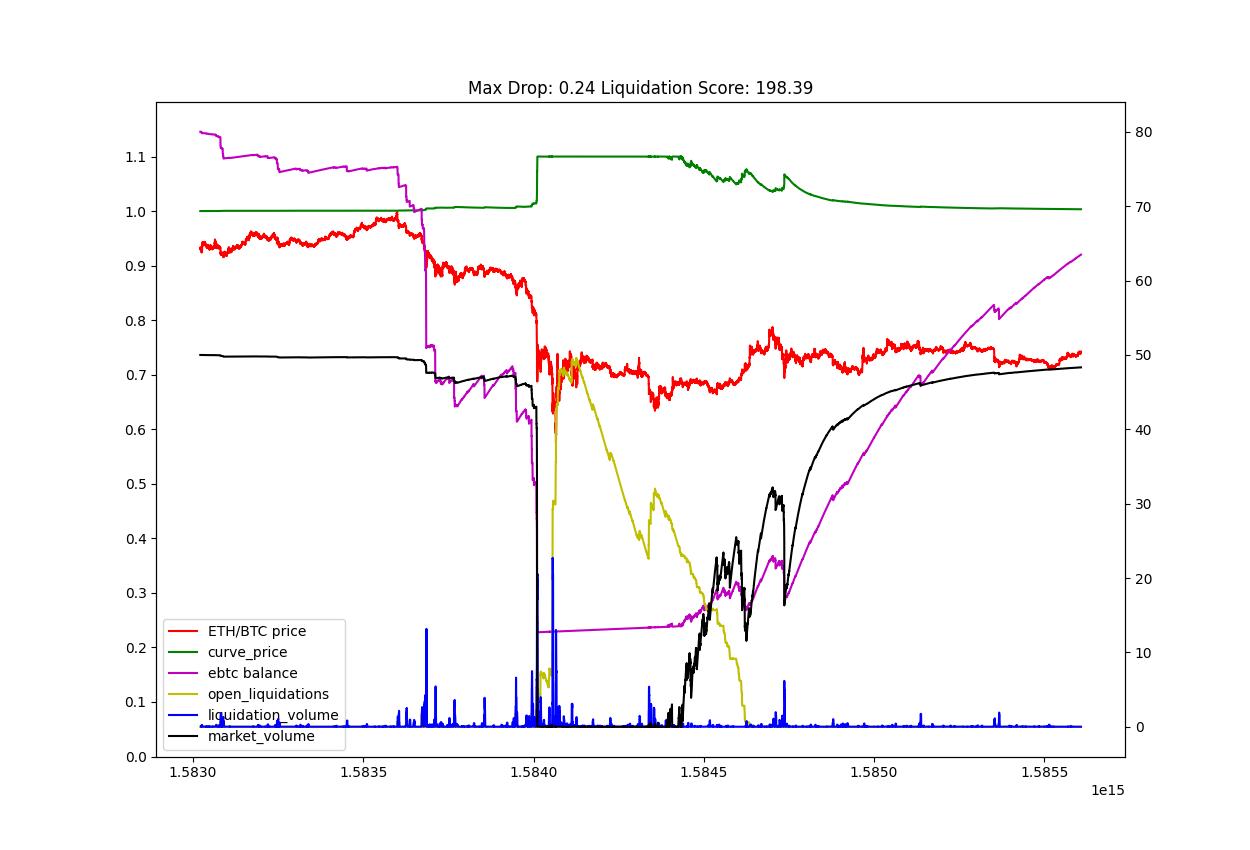 Max Drop: 0.24 Liquidation Score: 198.39
1.1
1.0
0.9
0.8
0.7
0.6
0.5
0.4
0.3
0.2
0.1
0.0
80
70
60
50
40
30
20
10
0
ETH/BTC price
curve_price
ebtc balance
open_liquidations
liquidation_volume
market_volume
1.5830 1.5835 1.5840 1.5845 1.5850 1.5855
1e15